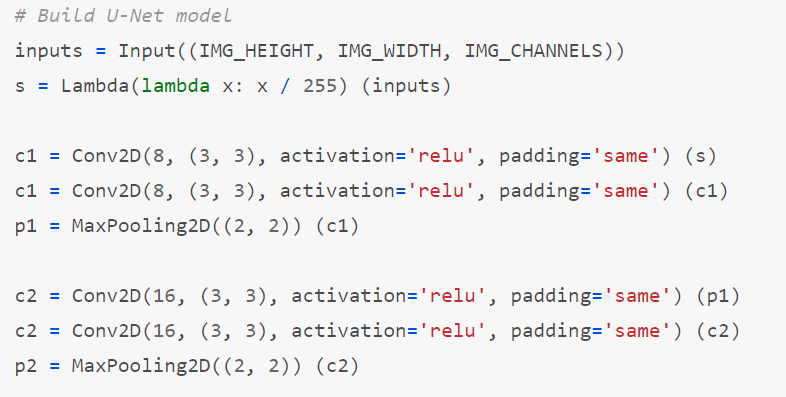 # Build U-Net model
inputs = Input((IMG_HEIGHT, IMG_WIDTH, IMG_CHANNELS))
s = Lambda(lambda x: x / 255) (inputs)
c1 = Conv2D(8, (3, 3), activation='relu', padding='same') (s)
c1 = Conv2D(8, (3, 3), activation='relu', padding='same') (c1)
p1 = MaxPooling2D((2, 2)) (c1)
c2 = Conv2D(16, (3, 3), activation='relu', padding='same') (p1)
c2 = Conv2D(16, (3, 3), activation='relu', padding='same') (c2)
p2 = MaxPooling2D((2, 2)) (c2)